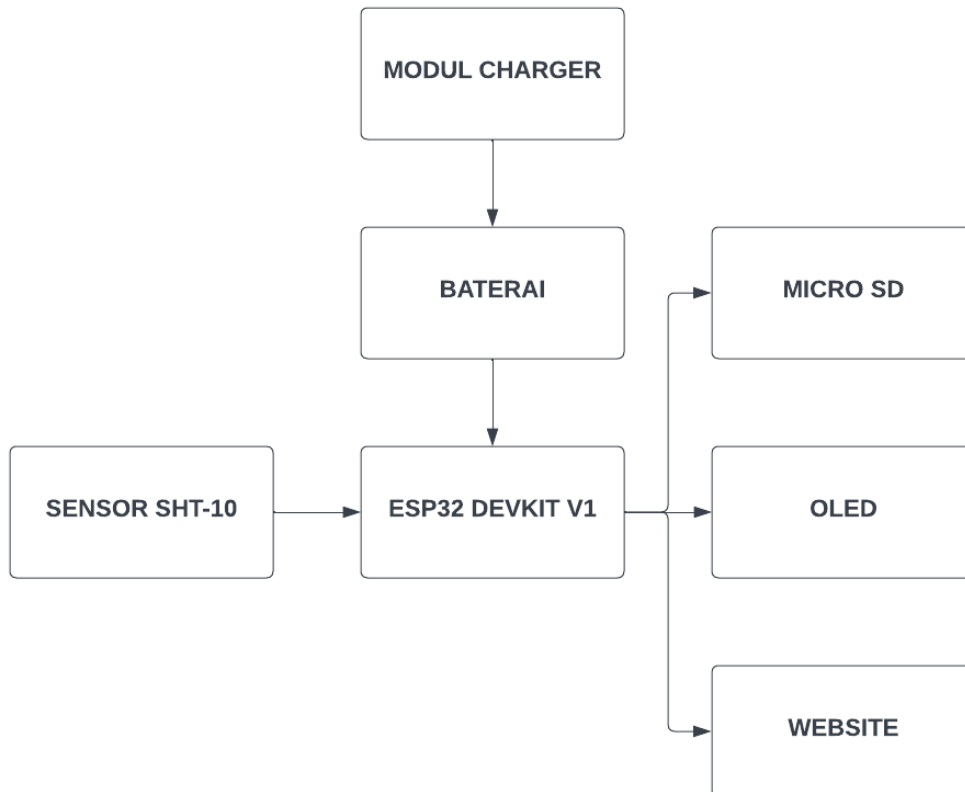 MODUL CHARGER
BATERAI
MICRO SD
SENSOR SHT-10
ESP32 DEVKIT V1
OLED
WEBSITE